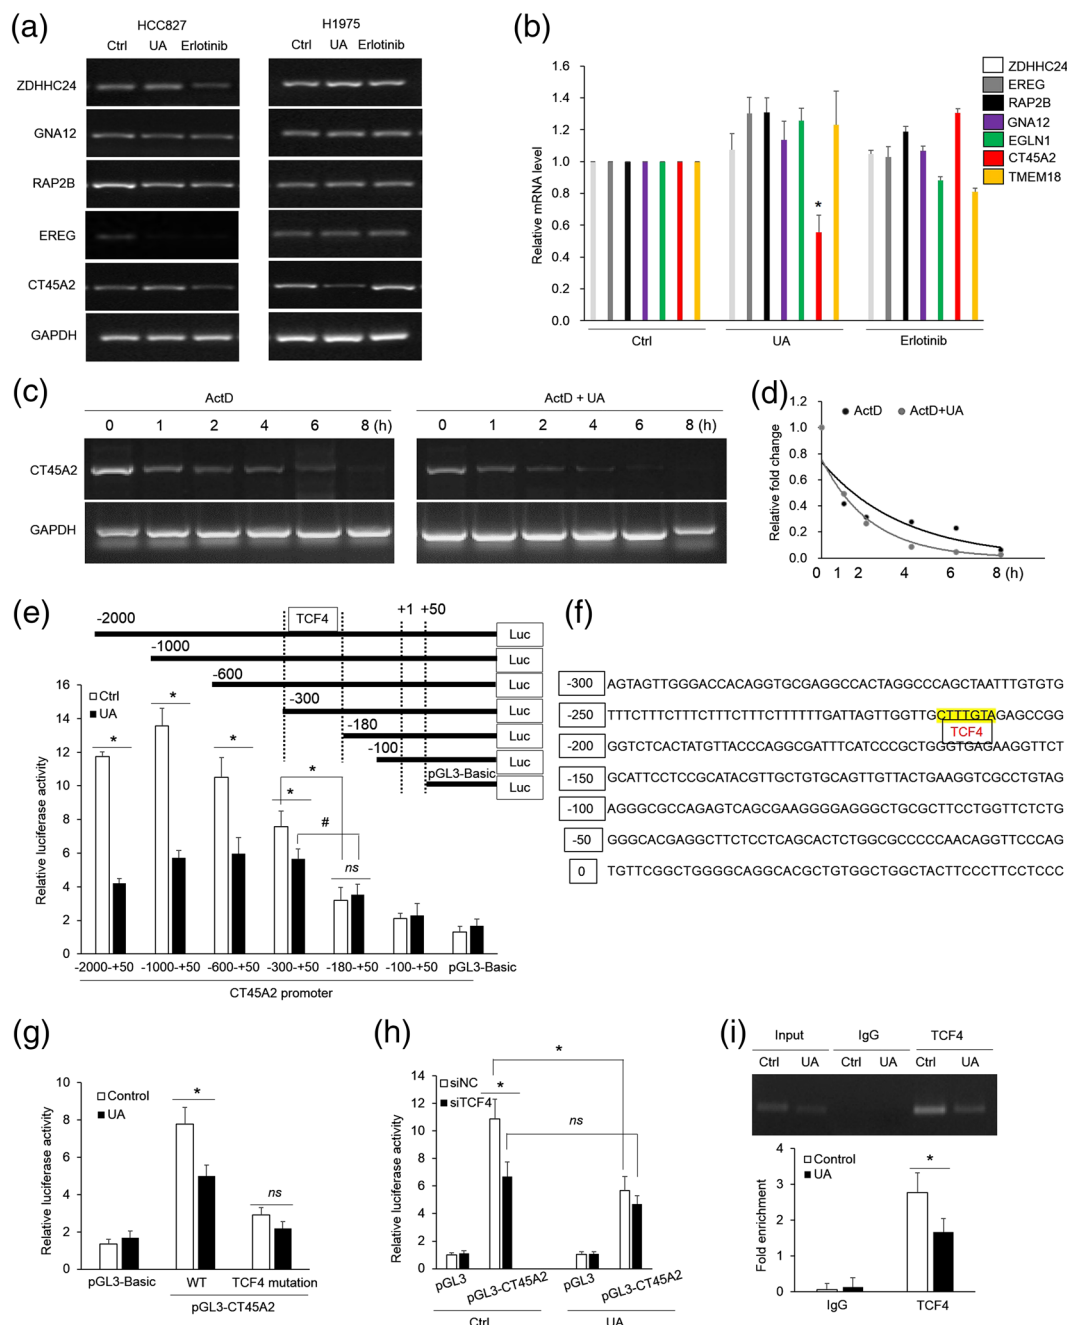 (a)
HCC827
H1975
Ctrl UA Erlotinib
Ctrl UA Erlotinib
ZDHHC24
GNA12
RAP2B
EREG
CT45A2
GAPDH
(b)
Relative mRNA level
1.6
1.4
1.2
1.0
0.8
0.6
0.4
0.2
0.0
*
Ctrl
UA
Erlotinib
ZDHHC24
EREG
RAP2B
GNA12
EGLN1
CT45A2
TMEM18
(c)
ActD
ActD + UA
0 1 2 4 6 8 (h)
0 1 2 4 6 8 (h)
CT45A2
GAPDH
(d)
Relative fold change
ActD
ActD+UA
1.2
1.0
0.8
0.6
0.4
0.2
0.0
0 1 2 4 6 8 (h)
(e)
-2000
TCF4
+1
+50
Luc
-1000
Luc
-600
Luc
-300
Luc
-180
Luc
-100
Luc
pGL3-Basic
Luc
Relative luciferase activity
Ctrl
UA
16
14
12
10
8
6
4
2
0
*
*
*
*
*
#
ns
-2000-+50
-1000-+50
-600-+50
-300-+50
-180-+50
-100-+50
pGL3-Basic
CT45A2 promoter
(f)
-300 AGTAGTTGGGACCACAGGTGCGAGGCCACTAGGCCCAGCTAATTTGTGTG
-250 TTTCTTTCTTTCTTTCTTTCTTTTTTGATTAGTTGGTTGCTTTGTAGAGCCGG
TCF4
-200 GGTCTCACTATGTTACCCAGGCGATTTCATCCCGCTGGGTGAGAAGGTTCT
-150 GCATTCCTCCGCATACGTTGCTGTGCAGTTGTTACTGAAGGTCGCCTGTAG
-100 AGGGCGCCAGAGTCAGCGAAGGGGAGGGCTGCGCTTCCTGGTTCTCTG
-50 GGGCACGAGGCTTCTCCTCAGCACTCTGGCGCCCCCAACAGGTTCCCAG
0 TGTTCGGCTGGGGCAGGCACGCTGTGGCTGGCTACTTCCCTTCCTCCC
(g)
Relative luciferase activity
Control
UA
10
8
6
4
2
0
*
ns
pGL3-Basic
WT
TCF4 mutation
pGL3-CT45A2
(h)
Relative luciferase activity
siNC
siTCF4
14
12
10
8
6
4
2
0
*
*
ns
pGL3
pGL3-CT45A2
pGL3
pGL3-CT45A2
Ctrl
UA
(i)
Input
IgG
TCF4
Ctrl UA Ctrl UA Ctrl UA
Fold enrichment
Control
UA
4
3
2
1
0
*
IgG
TCF4